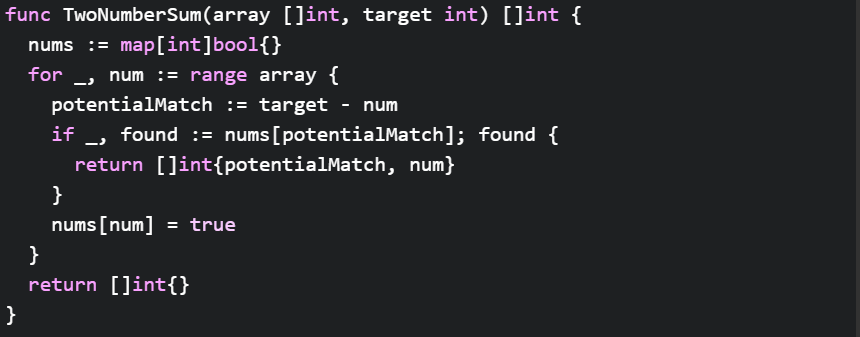 func TwoNumberSum(array []int, target int) []int {
  nums := map[int]bool{}
  for _, num := range array {
    potentialMatch := target - num
    if _, found := nums[potentialMatch]; found {
      return []int{potentialMatch, num}
    }
    nums[num] = true
  }
  return []int{}
}